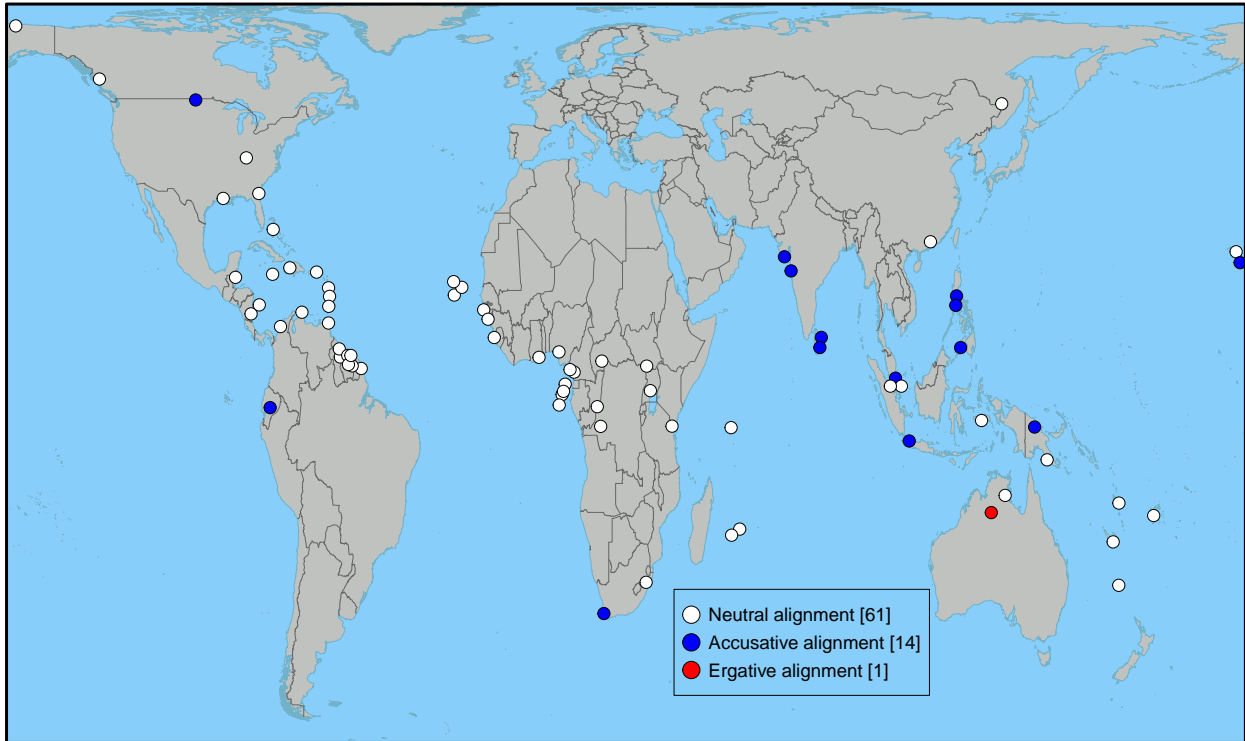 Neutral alignment [61]
Accusative alignment [14]
Ergative alignment [1]